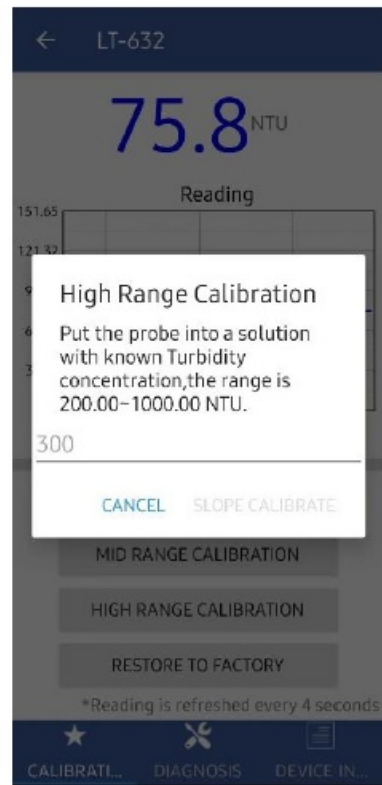 ← LT-632
75.8 NTU
Reading
151.65
121.32
High Range Calibration
Put the probe into a solution
with known Turbidity
concentration,the range is
200.00~1000.00 NTU.
300
CANCEL SLOPE CALIBRATE
MID RANGE CALIBRATION
HIGH RANGE CALIBRATION
RESTORE TO FACTORY
*Reading is refreshed every 4 seconds
CALIBRATI... DIAGNOSIS DEVICE IN...